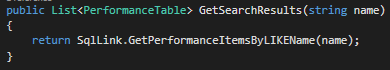 public List<PerformanceTable> GetSearchResults(string name)
{
    return SqlLink.GetPerformanceItemsByLIKEName(name);
}